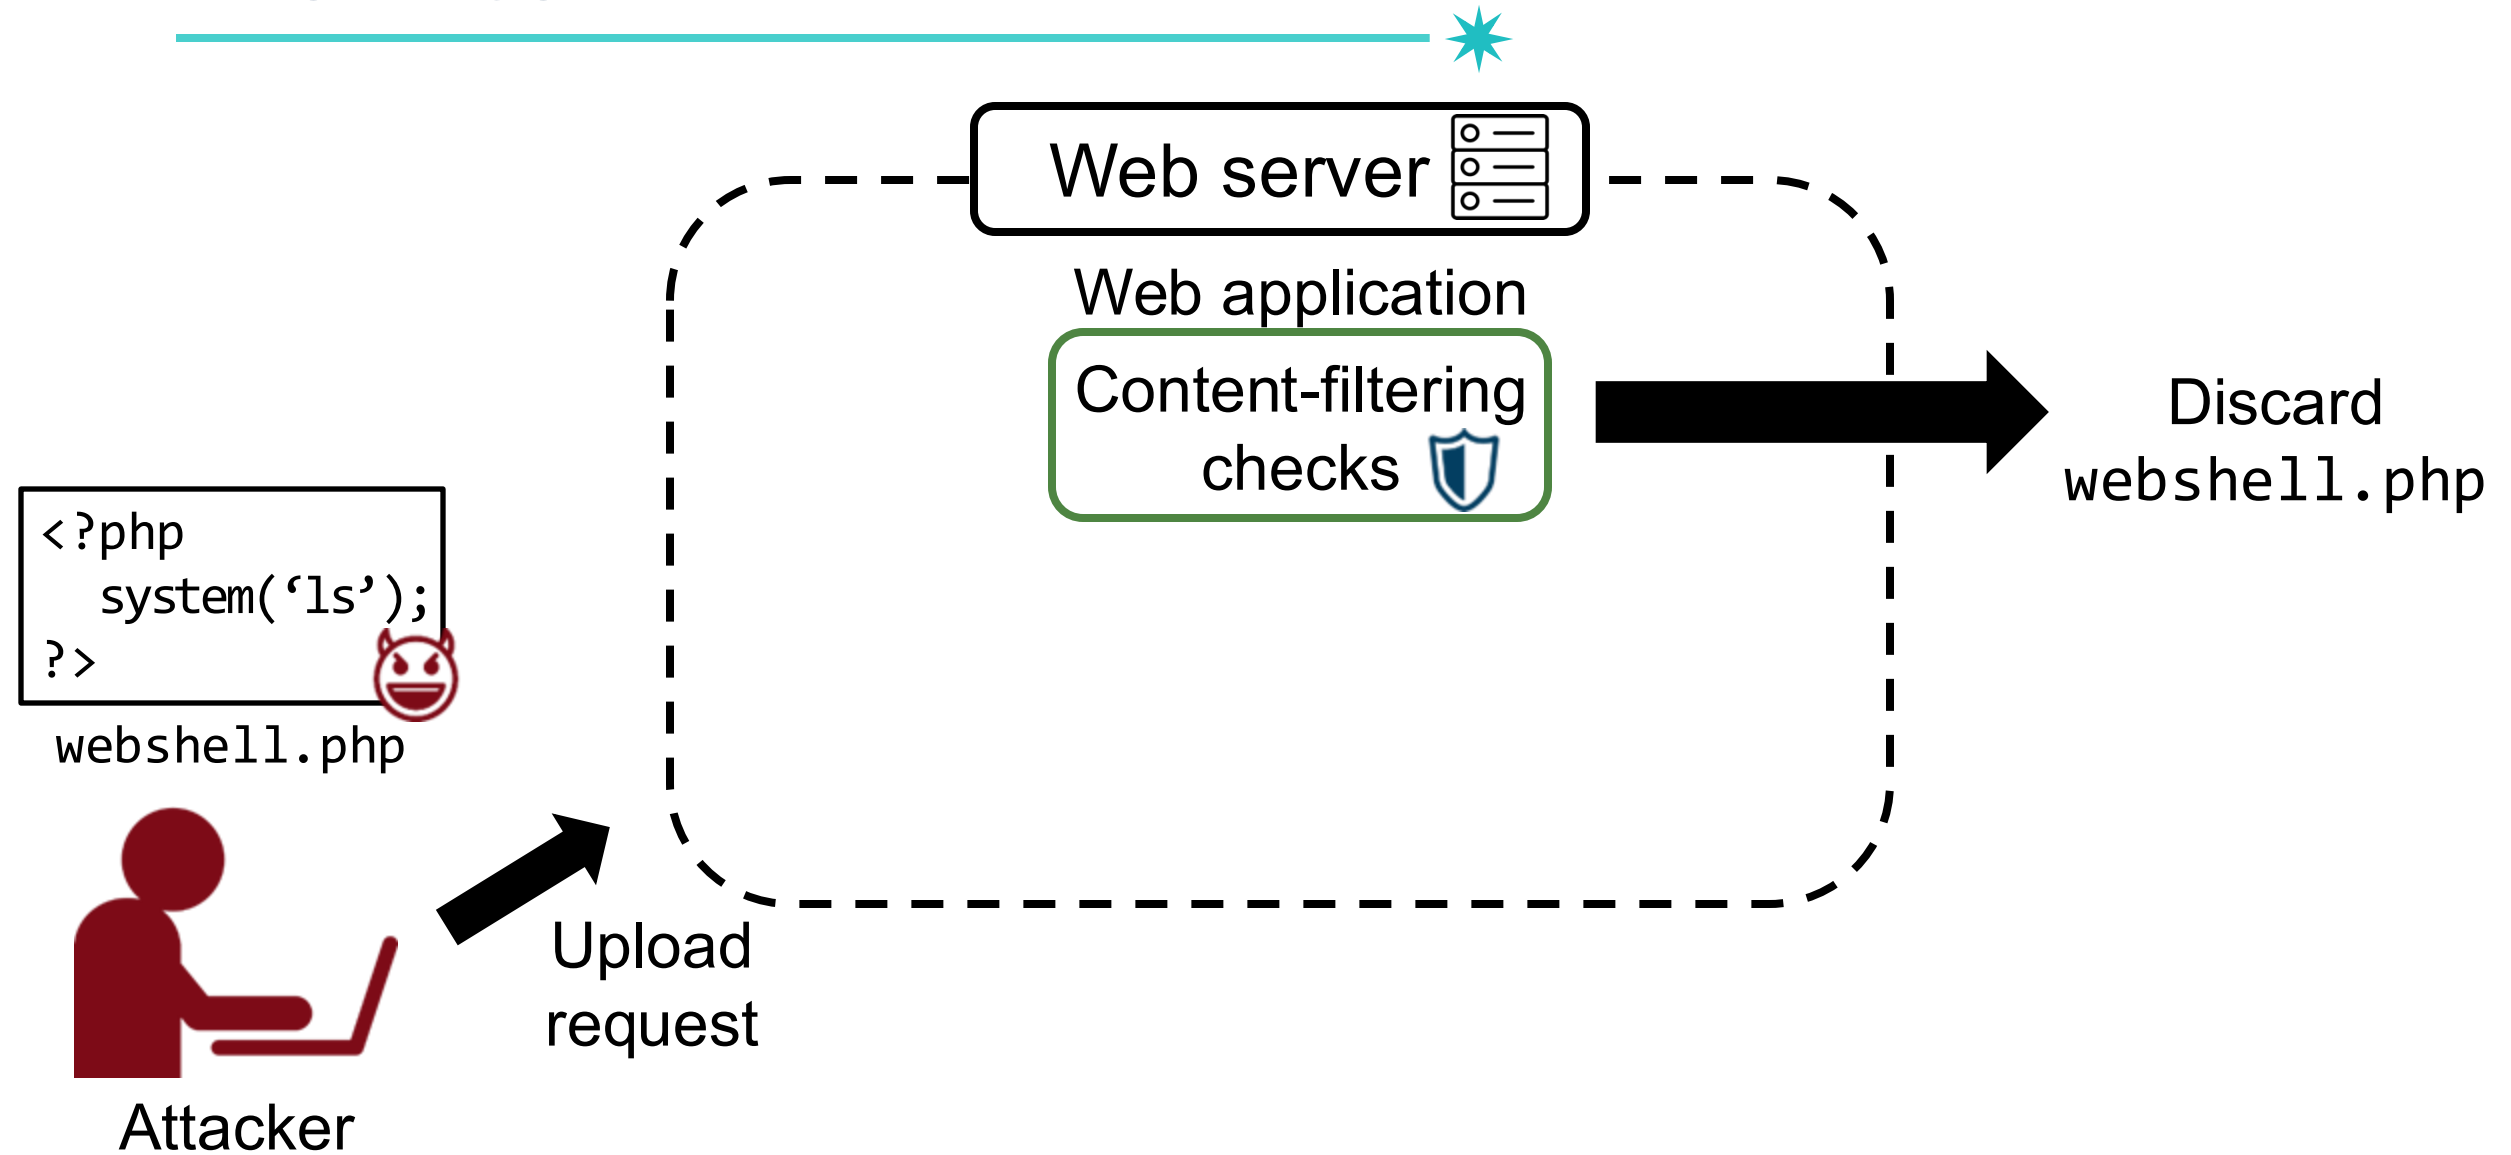 Web server
Web application
Content-filtering
checks
Discard
webshell.php
<?php
system(‘ls’);
?>
webshell.php
Upload
request
Attacker